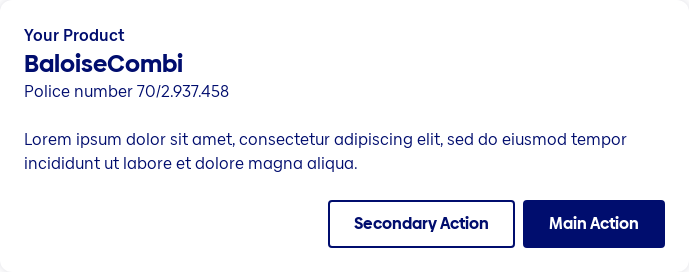 Your Product
BaloiseCombi
Police number 70/2.937.458
Lorem ipsum dolor sit amet, consectetur adipiscing elit, sed do eiusmod tempor
incididunt ut labore et dolore magna aliqua.
Secondary Action
Main Action